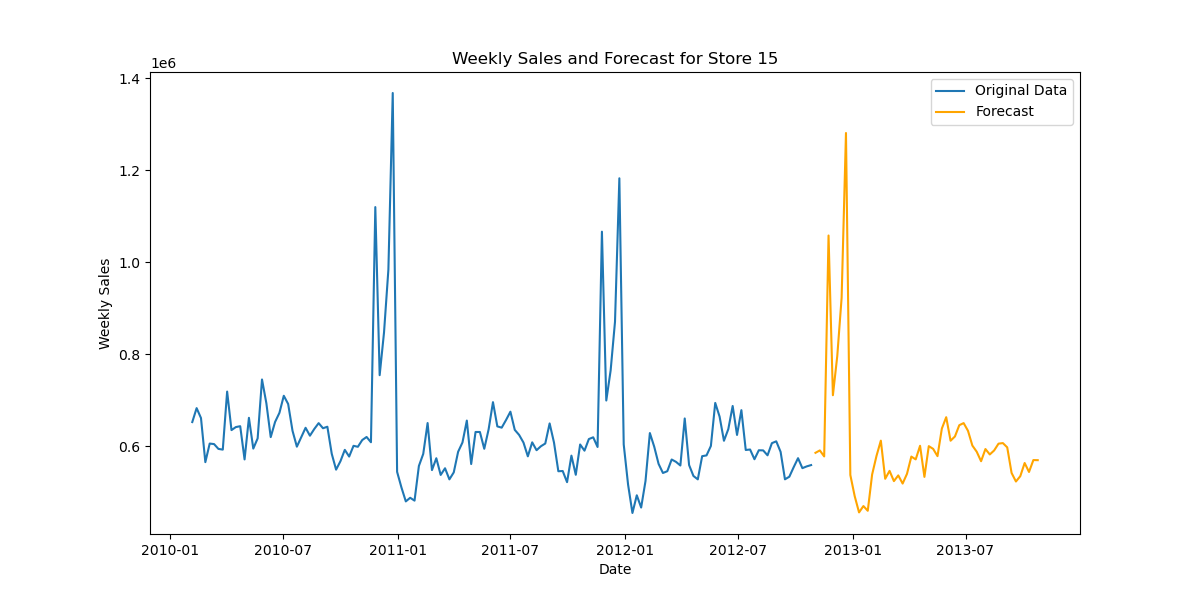 Weekly Sales and Forecast for Store 15
1e6
1.4
1.2
1.0
0.8
0.6
Weekly Sales
Original Data
Forecast
2010-01 2010-07 2011-01 2011-07 2012-01 2012-07 2013-01 2013-07
Date